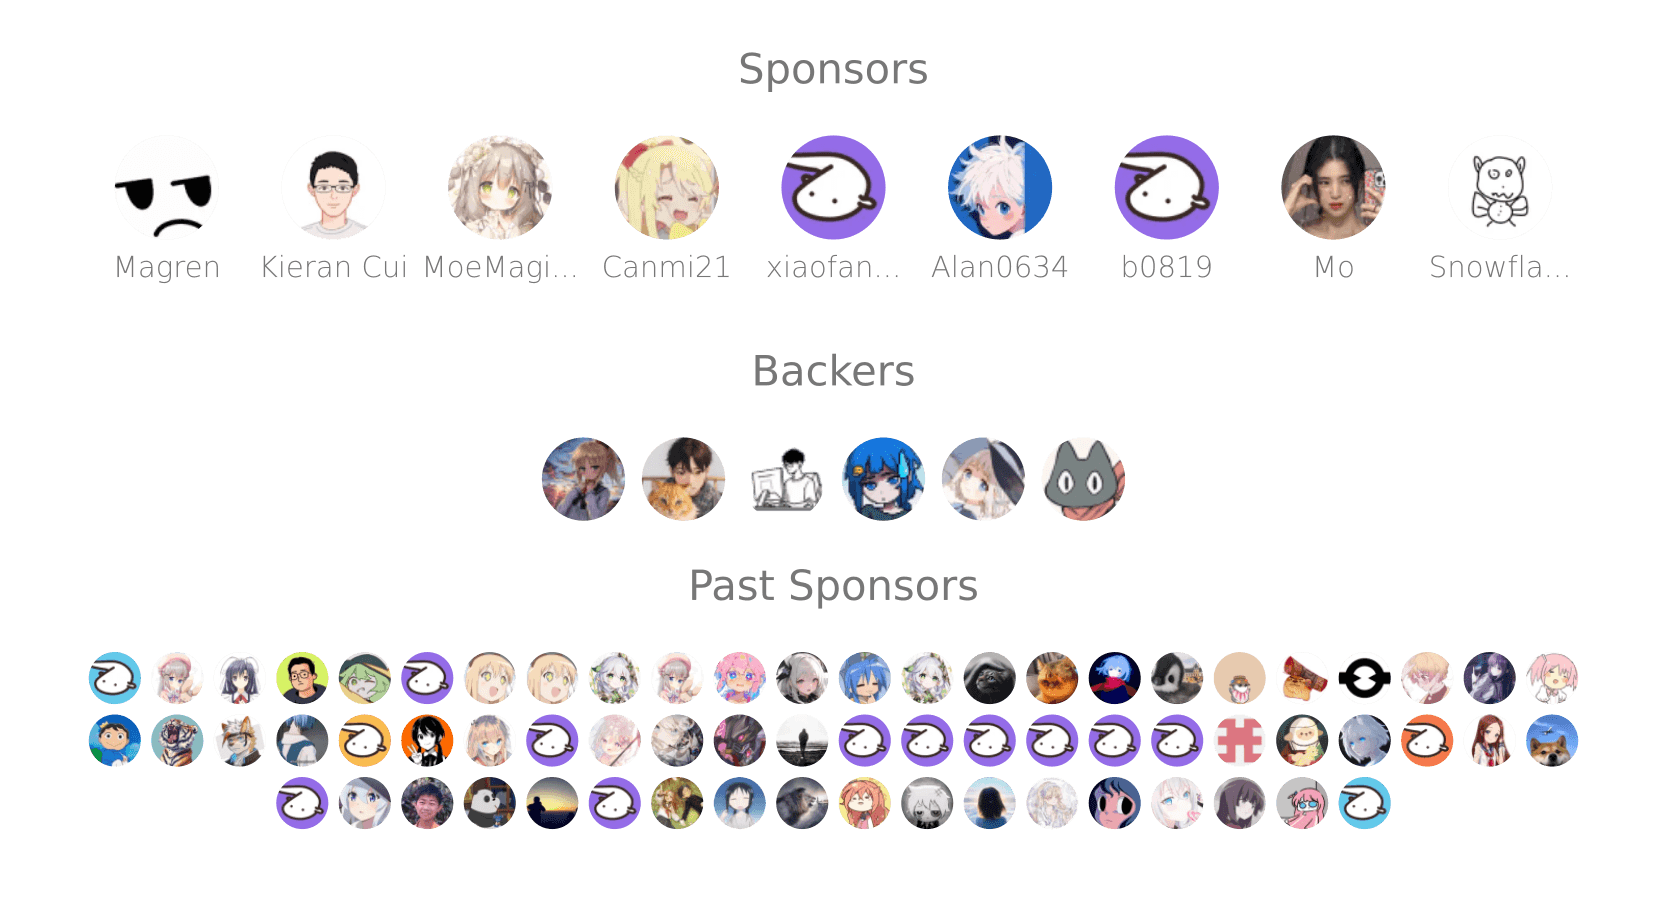 Sponsors
Magren Kieran Cui MoeMagi... Canmi21 xiaofan... Alan0634 b0819 Mo Snowfla...
Backers
Past Sponsors